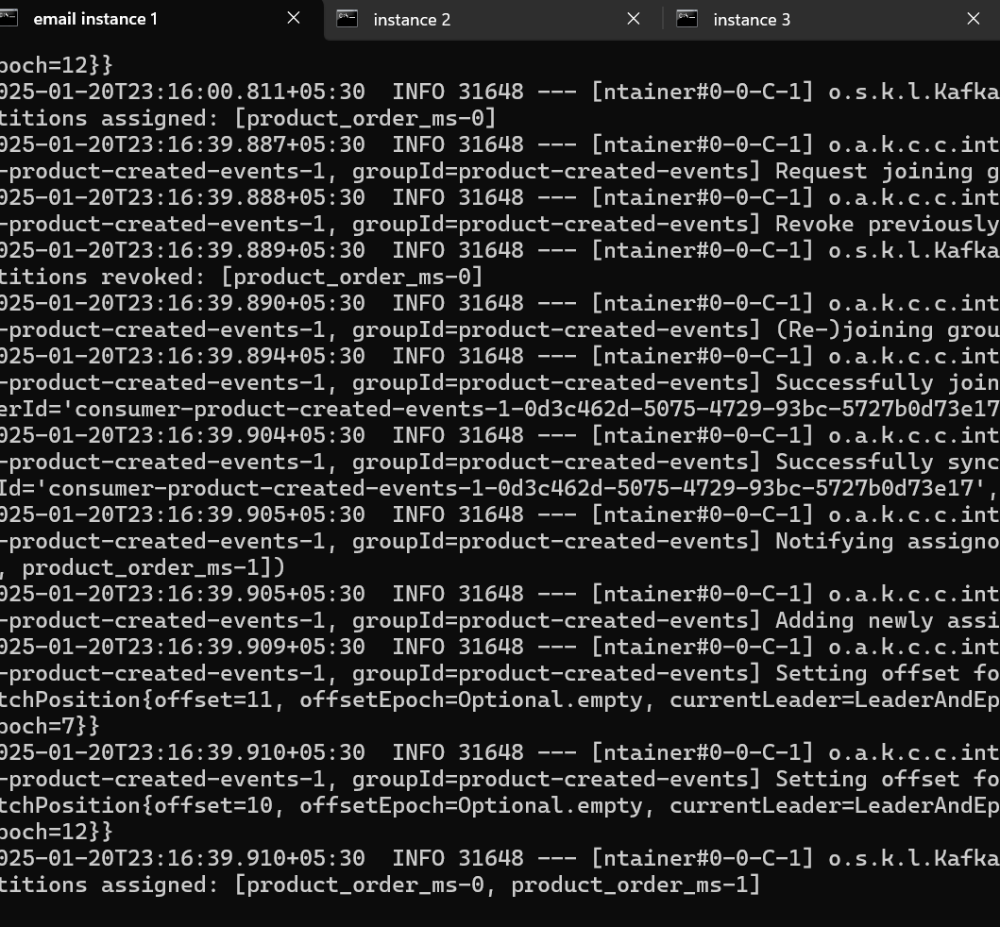 email instance 1
instance 2
instance 3
poch=12}}
025-01-20T23:16:00.811+05:30  INFO 31648 --- [ntainer#0-0-C-1] o.s.k.l.Kafka
titions assigned: [product_order_ms-0]
025-01-20T23:16:39.887+05:30  INFO 31648 --- [ntainer#0-0-C-1] o.a.k.c.c.int
-product-created-events-1, groupId=product-created-events] Request joining g
025-01-20T23:16:39.888+05:30  INFO 31648 --- [ntainer#0-0-C-1] o.a.k.c.c.int
-product-created-events-1, groupId=product-created-events] Revoke previously
025-01-20T23:16:39.889+05:30  INFO 31648 --- [ntainer#0-0-C-1] o.s.k.l.Kafka
titions revoked: [product_order_ms-0]
025-01-20T23:16:39.890+05:30  INFO 31648 --- [ntainer#0-0-C-1] o.a.k.c.c.int
-product-created-events-1, groupId=product-created-events] (Re-)joining grou
025-01-20T23:16:39.894+05:30  INFO 31648 --- [ntainer#0-0-C-1] o.a.k.c.c.int
-product-created-events-1, groupId=product-created-events] Successfully join
erId='consumer-product-created-events-1-0d3c462d-5075-4729-93bc-5727b0d73e17
025-01-20T23:16:39.904+05:30  INFO 31648 --- [ntainer#0-0-C-1] o.a.k.c.c.int
-product-created-events-1, groupId=product-created-events] Successfully sync
Id='consumer-product-created-events-1-0d3c462d-5075-4729-93bc-5727b0d73e17',
025-01-20T23:16:39.905+05:30  INFO 31648 --- [ntainer#0-0-C-1] o.a.k.c.c.int
-product-created-events-1, groupId=product-created-events] Notifying assigno
, product_order_ms-1])
025-01-20T23:16:39.905+05:30  INFO 31648 --- [ntainer#0-0-C-1] o.a.k.c.c.int
-product-created-events-1, groupId=product-created-events] Adding newly assi
025-01-20T23:16:39.909+05:30  INFO 31648 --- [ntainer#0-0-C-1] o.a.k.c.c.int
-product-created-events-1, groupId=product-created-events] Setting offset fo
tchPosition{offset=11, offsetEpoch=Optional.empty, currentLeader=LeaderAndEp
poch=7}}
025-01-20T23:16:39.910+05:30  INFO 31648 --- [ntainer#0-0-C-1] o.a.k.c.c.int
-product-created-events-1, groupId=product-created-events] Setting offset fo
tchPosition{offset=10, offsetEpoch=Optional.empty, currentLeader=LeaderAndEp
poch=12}}
025-01-20T23:16:39.910+05:30  INFO 31648 --- [ntainer#0-0-C-1] o.s.k.l.Kafka
titions assigned: [product_order_ms-0, product_order_ms-1]